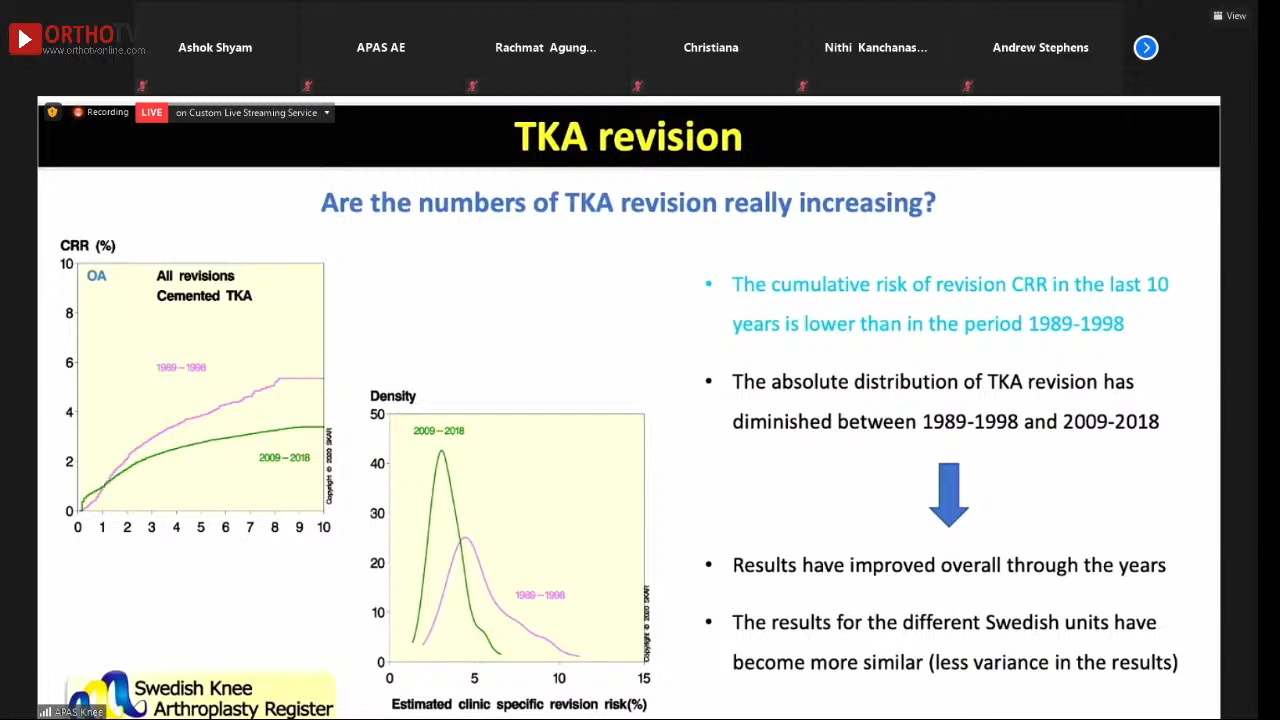 ORTHOTV
www.orthotvonline.com
View
Ashok Shyam
APAS AE
Rachmat Agung...
Christiana
Nithi Kanchanas...
Andrew Stephens
Recording
LIVE
on Custom Live Streaming Service
TKA revision
Are the numbers of TKA revision really increasing?
CRR (%)
10
8
6
4
2
0
OA
All revisions
Cemented TKA
1989–1998
2009–2018
Copyright © 2020 SKAR
0 1 2 3 4 5 6 7 8 9 10
Density
50
40
30
20
10
0
2009–2018
1989–1998
Copyright © 2020 SKAR
0 5 10 15
Estimated clinic specific revision risk(%)
• The cumulative risk of revision CRR in the last 10
years is lower than in the period 1989-1998
• The absolute distribution of TKA revision has
diminished between 1989-1998 and 2009-2018
• Results have improved overall through the years
• The results for the different Swedish units have
become more similar (less variance in the results)
Swedish Knee
Arthroplasty Register
APAS Knee